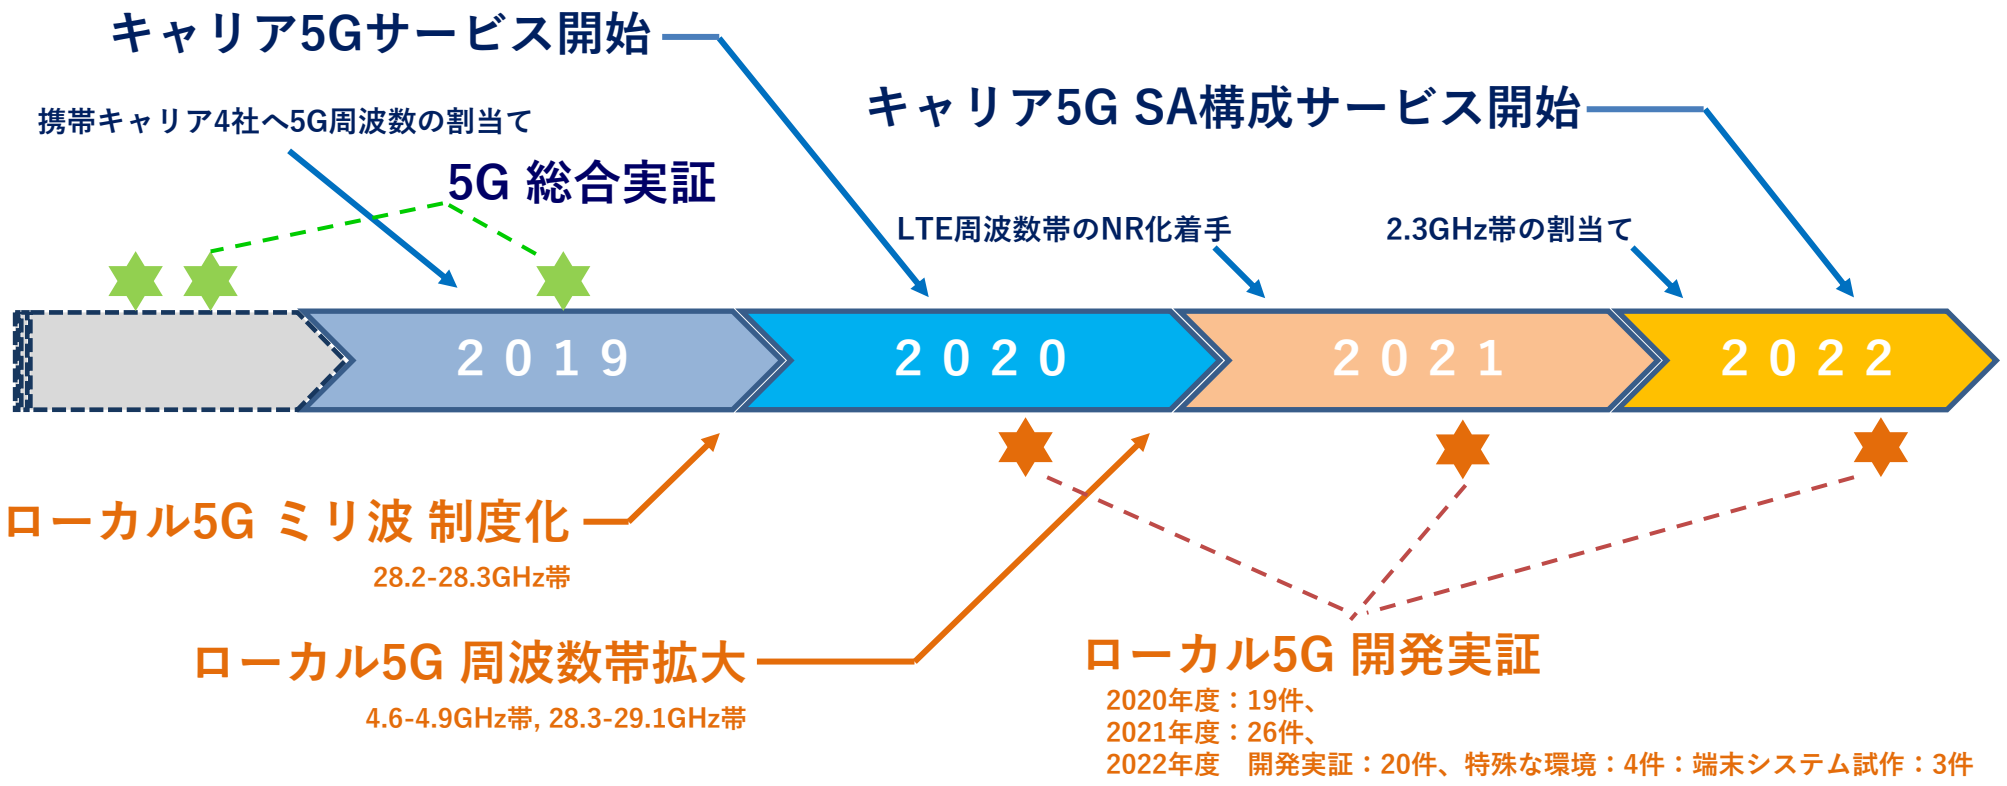 キャリア5Gサービス開始
キャリア5G SA構成サービス開始
携帯キャリア4社へ5G周波数の割当て
5G 総合実証
LTE周波数帯のNR化着手
2.3GHz帯の割当て
２０１９
２０２０
２０２１
２０２２
ローカル5G ミリ波 制度化
28.2-28.3GHz帯
ローカル5G 周波数帯拡大
4.6-4.9GHz帯, 28.3-29.1GHz帯
ローカル5G 開発実証
2020年度：19件、
2021年度：26件、
2022年度　開発実証：20件、特殊な環境：4件：端末システム試作：3件